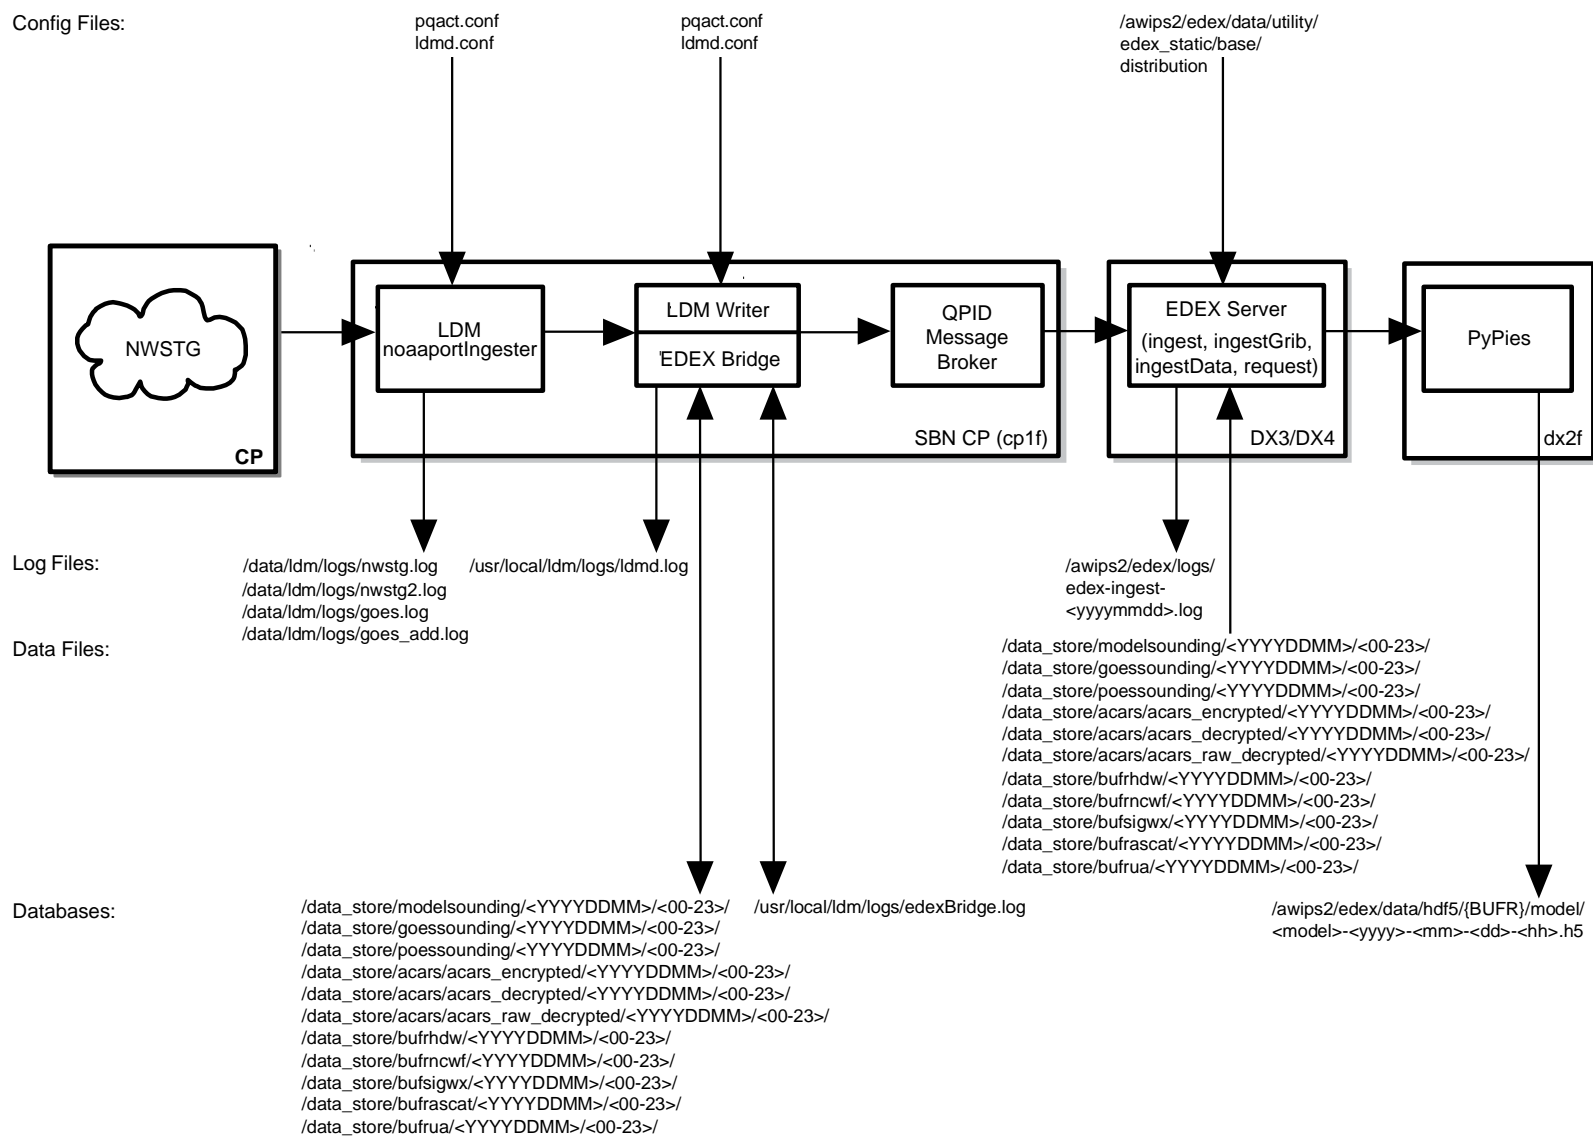 Config Files:
pqact.conf
ldmd.conf
pqact.conf
ldmd.conf
/awips2/edex/data/utility/
edex_static/base/
distribution
NWSTG
CP
LDM
noaaportIngester
LDM Writer
EDEX Bridge
QPID
Message
Broker
SBN CP (cp1f)
EDEX Server
(ingest, ingestGrib,
ingestData, request)
DX3/DX4
PyPies
dx2f
Log Files:
/data/ldm/logs/nwstg.log
/data/ldm/logs/nwstg2.log
/data/ldm/logs/goes.log
/data/ldm/logs/goes_add.log
/usr/local/ldm/logs/ldmd.log
/awips2/edex/logs/
edex-ingest-
<yyyymmdd>.log
Data Files:
/data_store/modelsounding/<YYYYDDMM>/<00-23>/
/data_store/goessounding/<YYYYDDMM>/<00-23>/
/data_store/poessounding/<YYYYDDMM>/<00-23>/
/data_store/acars/acars_encrypted/<YYYYDDMM>/<00-23>/
/data_store/acars/acars_decrypted/<YYYYDDMM>/<00-23>/
/data_store/acars/acars_raw_decrypted/<YYYYDDMM>/<00-23>/
/data_store/bufrhdw/<YYYYDDMM>/<00-23>/
/data_store/bufrncwf/<YYYYDDMM>/<00-23>/
/data_store/bufsigwx/<YYYYDDMM>/<00-23>/
/data_store/bufrascat/<YYYYDDMM>/<00-23>/
/data_store/bufrua/<YYYYDDMM>/<00-23>/
Databases:
/data_store/modelsounding/<YYYYDDMM>/<00-23>/
/data_store/goessounding/<YYYYDDMM>/<00-23>/
/data_store/poessounding/<YYYYDDMM>/<00-23>/
/data_store/acars/acars_encrypted/<YYYYDDMM>/<00-23>/
/data_store/acars/acars_decrypted/<YYYYDDMM>/<00-23>/
/data_store/acars/acars_raw_decrypted/<YYYYDDMM>/<00-23>/
/data_store/bufrhdw/<YYYYDDMM>/<00-23>/
/data_store/bufrncwf/<YYYYDDMM>/<00-23>/
/data_store/bufsigwx/<YYYYDDMM>/<00-23>/
/data_store/bufrascat/<YYYYDDMM>/<00-23>/
/data_store/bufrua/<YYYYDDMM>/<00-23>/
/usr/local/ldm/logs/edexBridge.log
/awips2/edex/data/hdf5/{BUFR}/model/
<model>-<yyyy>-<mm>-<dd>-<hh>.h5